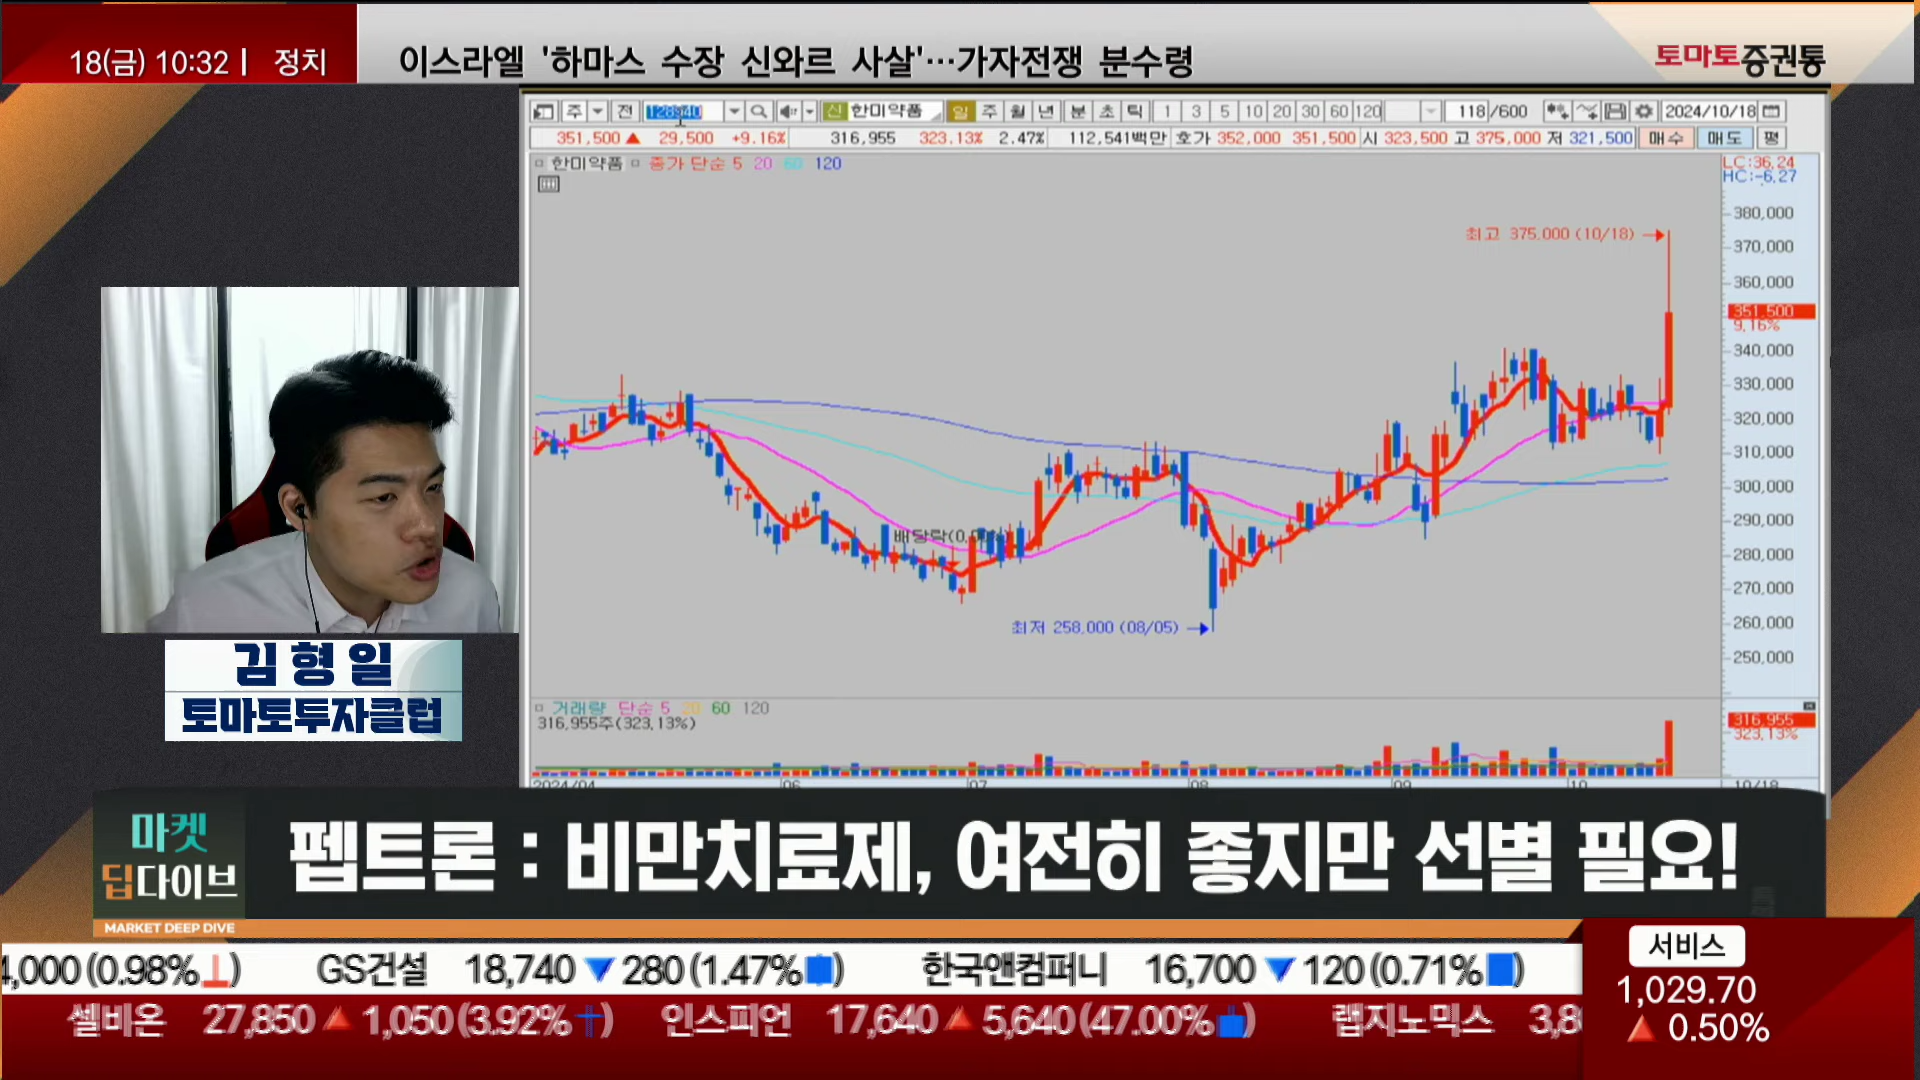 18(금) 10:32 | 정치
이스라엘 '하마스 수장 신와르 사살'…가자전쟁 분수령
토마토증권통
주 전 128940 신 한미약품 일 주 월 년 분 초 틱 1 3 5 10 20 30 60 120 118 /600 2024/10/18
351,500 ▲ 29,500 +9.16% 316,955 323.13% 2.47% 112,541백만 호가 352,000 351,500 시 323,500 고 375,000 저 321,500 매수 매도 평
한미약품 종가 단순 5 20 60 120
LC:36.24
HC:-6.27
380,000
최고 375,000 (10/18)
370,000
360,000
351,500
9.16%
340,000
330,000
320,000
310,000
300,000
290,000
280,000
270,000
260,000
250,000
최저 258,000 (08/05)
거래량 단순 5 20 60 120
316,955주(323.13%)
316,955
323.13%
2024/04 06 07 08 09 10 10/18
김형일
토마토투자클럽
마켓
딥다이브
MARKET DEEP DIVE
펩트론 : 비만치료제, 여전히 좋지만 선별 필요!
4,000(0.98%) GS건설 18,740 ▼ 280(1.47%) 한국앤컴퍼니 16,700 ▼ 120(0.71%)
셀비온 27,850 ▲ 1,050(3.92%) 인스피언 17,640 ▲ 5,640(47.00%) 랩지노믹스 3,8
서비스
1,029.70
▲ 0.50%